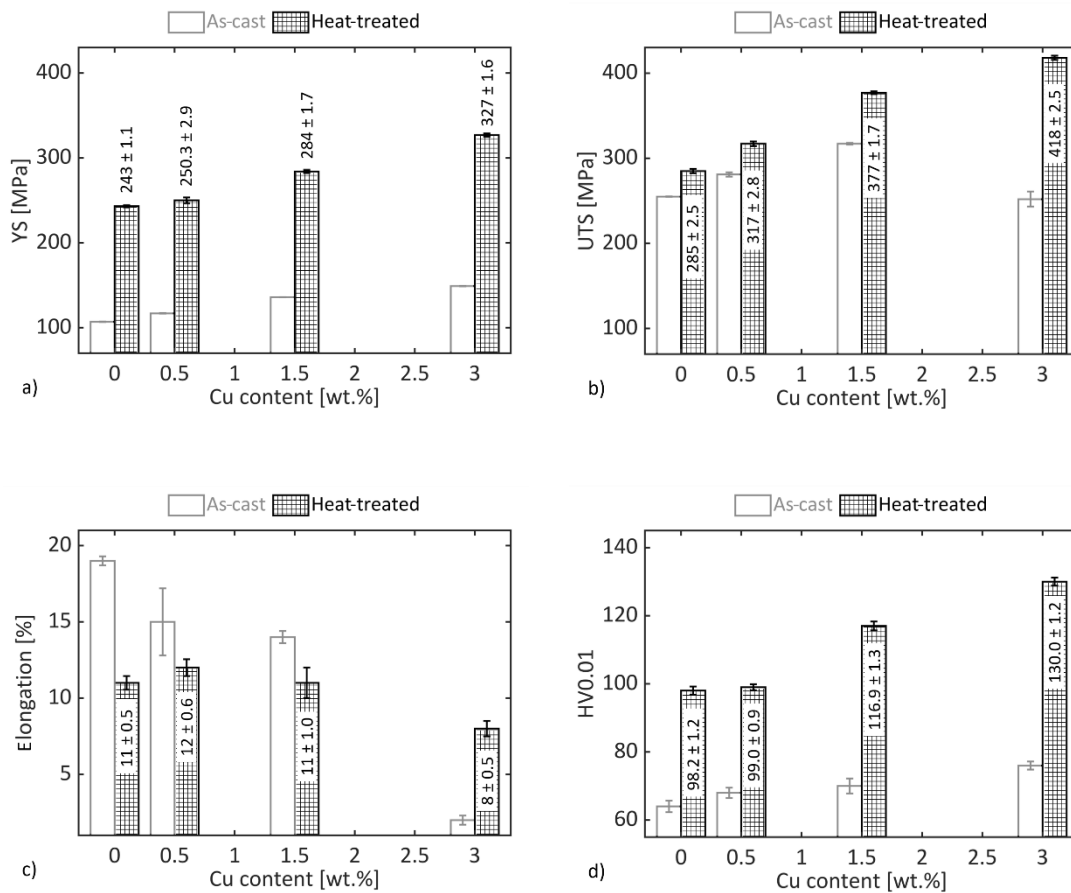 As-cast Heat-treated
YS [MPa]
400
300
200
100
243 ± 1.1
250.3 ± 2.9
284 ± 1.7
327 ± 1.6
0 0.5 1 1.5 2 2.5 3
a) Cu content [wt.%]
As-cast Heat-treated
UTS [MPa]
400
300
200
100
285 ± 2.5
317 ± 2.8
377 ± 1.7
418 ± 2.5
0 0.5 1 1.5 2 2.5 3
b) Cu content [wt.%]
As-cast Heat-treated
Elongation [%]
20
15
10
5
11 ± 0.5
12 ± 0.6
11 ± 1.0
8 ± 0.5
0 0.5 1 1.5 2 2.5 3
c) Cu content [wt.%]
As-cast Heat-treated
HV0.01
140
120
100
80
60
98.2 ± 1.2
99.0 ± 0.9
116.9 ± 1.3
130.0 ± 1.2
0 0.5 1 1.5 2 2.5 3
d) Cu content [wt.%]